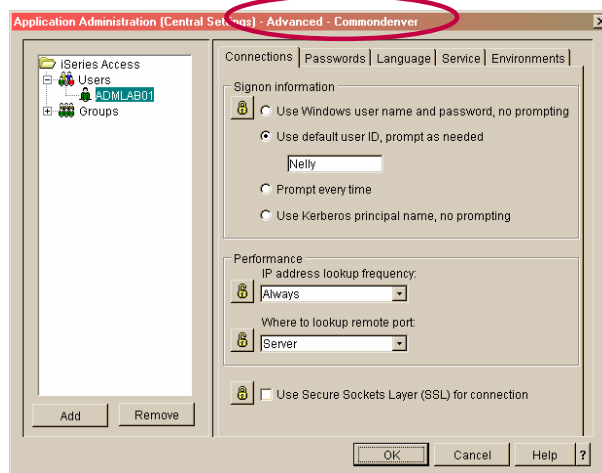 Application Administration (Central Settings) - Advanced - Commondenver
iSeries Access
Users
ADMLAB01
Groups
Add
Remove
Connections
Passwords
Language
Service
Environments
Signon information
Use Windows user name and password, no prompting
Use default user ID, prompt as needed
Nelly
Prompt every time
Use Kerberos principal name, no prompting
Performance
IP address lookup frequency:
Always
Where to lookup remote port:
Server
Use Secure Sockets Layer (SSL) for connection
OK
Cancel
Help
?